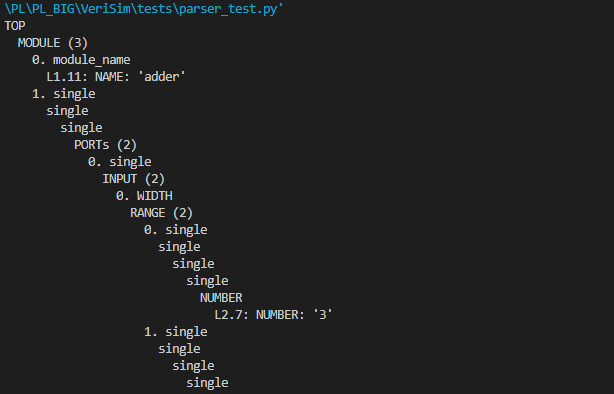 \PL\PL_BIG\VeriSim\tests\parser_test.py'
TOP
MODULE (3)
0. module_name
L1.11: NAME: 'adder'
1. single
single
single
PORTs (2)
0. single
INPUT (2)
0. WIDTH
RANGE (2)
0. single
single
single
single
NUMBER
L2.7: NUMBER: '3'
1. single
single
single
single